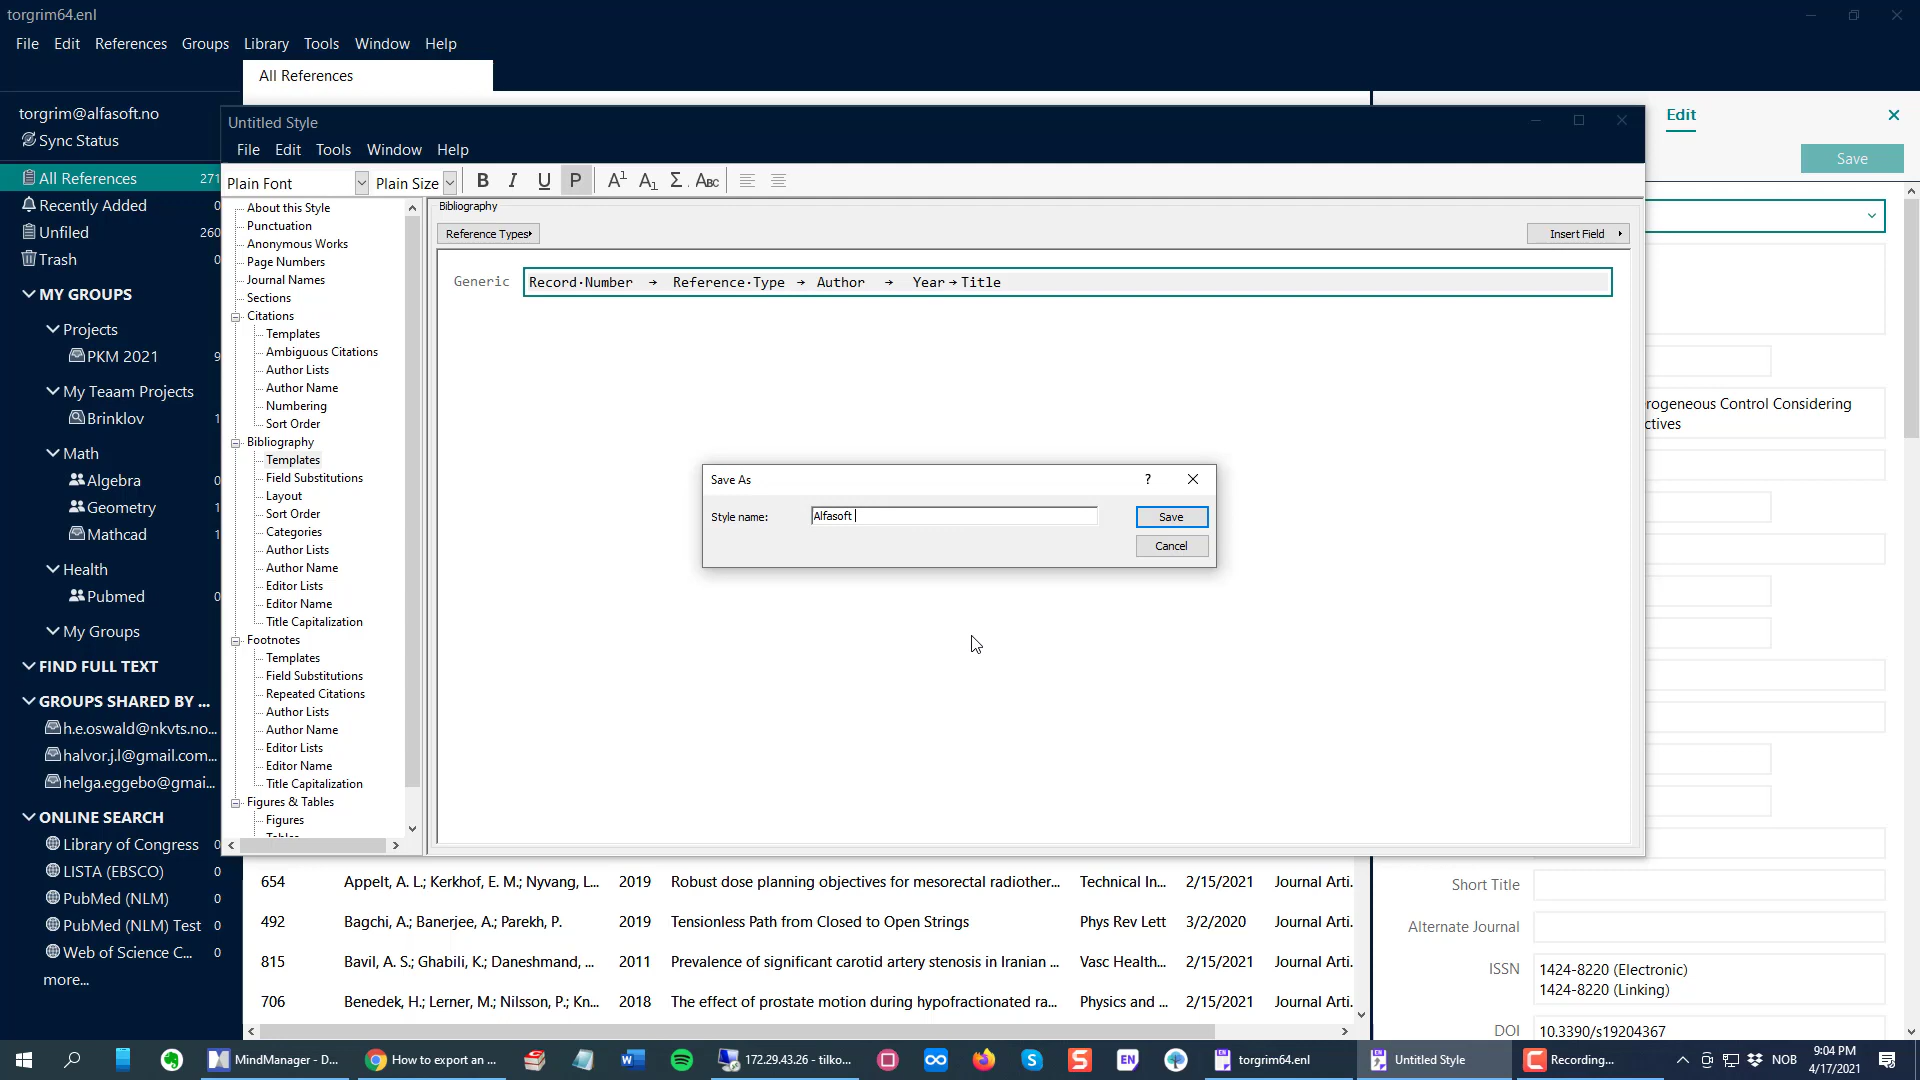 torgrim64.enl
File Edit References Groups Library Tools Window Help
All References
torgrim@alfasoft.no
Sync Status
All References 271
Recently Added 0
Unfiled 260
Trash 0
MY GROUPS
Projects
PKM 2021 9
My Teaam Projects
Brinklov 1
Math
Algebra 0
Geometry 1
Mathcad 1
Health
Pubmed 0
My Groups
FIND FULL TEXT
GROUPS SHARED BY ...
h.e.oswald@nkvts.no...
halvor.j.l@gmail.com...
helga.eggebo@gmai...
ONLINE SEARCH
Library of Congress 0
LISTA (EBSCO) 0
PubMed (NLM) 0
PubMed (NLM) Test 0
Web of Science C... 0
more...
Untitled Style
File Edit Tools Window Help
Plain Font Plain Size B I U P A1 A1 Σ ABC
About this Style
Punctuation
Anonymous Works
Page Numbers
Journal Names
Sections
Citations
Templates
Ambiguous Citations
Author Lists
Author Name
Numbering
Sort Order
Bibliography
Templates
Field Substitutions
Layout
Sort Order
Categories
Author Lists
Author Name
Editor Lists
Editor Name
Title Capitalization
Footnotes
Templates
Field Substitutions
Repeated Citations
Author Lists
Author Name
Editor Lists
Editor Name
Title Capitalization
Figures & Tables
Figures
Tables
Bibliography
Reference Types
Insert Field
Generic Record·Number → Reference·Type → Author → Year→Title
Save As ?
Style name: Alfasoft
Save
Cancel
Edit
Save
rogeneous Control Considering
ctives
Short Title
Alternate Journal
ISSN 1424-8220 (Electronic)
1424-8220 (Linking)
DOI 10.3390/s19204367
654 Appelt, A. L.; Kerkhof, E. M.; Nyvang, L... 2019 Robust dose planning objectives for mesorectal radiother... Technical In... 2/15/2021 Journal Arti.
492 Bagchi, A.; Banerjee, A.; Parekh, P. 2019 Tensionless Path from Closed to Open Strings Phys Rev Lett 3/2/2020 Journal Arti.
815 Bavil, A. S.; Ghabili, K.; Daneshmand, ... 2011 Prevalence of significant carotid artery stenosis in Iranian ... Vasc Health... 2/15/2021 Journal Arti.
706 Benedek, H.; Lerner, M.; Nilsson, P.; Kn... 2018 The effect of prostate motion during hypofractionated ra... Physics and ... 2/15/2021 Journal Arti.
MindManager - D... How to export an ... 172.29.43.26 - tilko... EN torgrim64.enl Untitled Style Recording... NOB 9:04 PM
4/17/2021